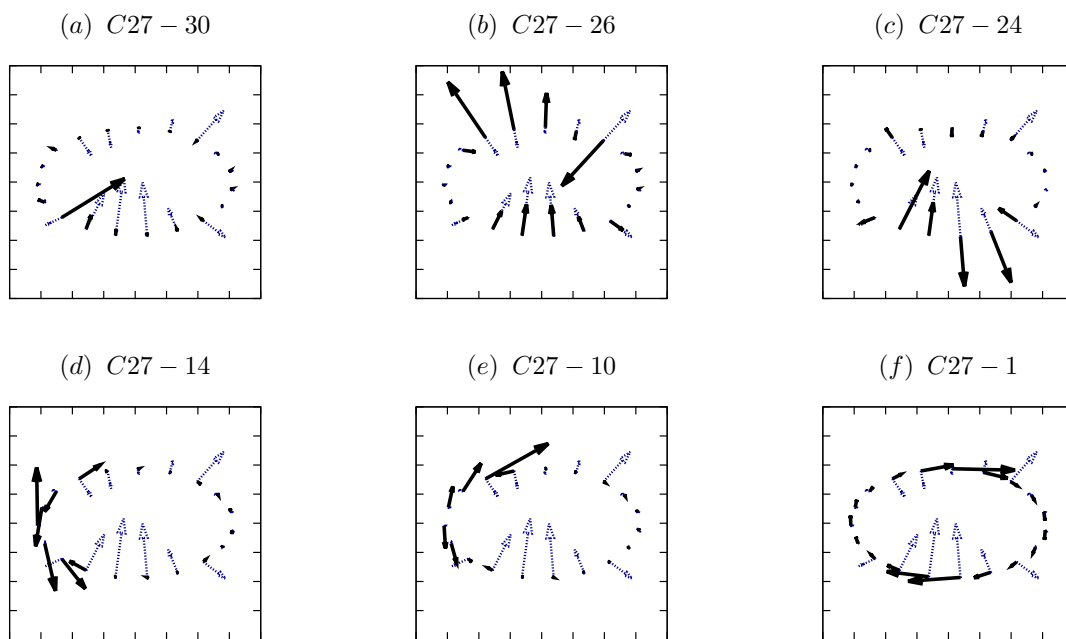 (a) C27 − 30
(b) C27 − 26
(c) C27 − 24
(d) C27 − 14
(e) C27 − 10
(f) C27 − 1